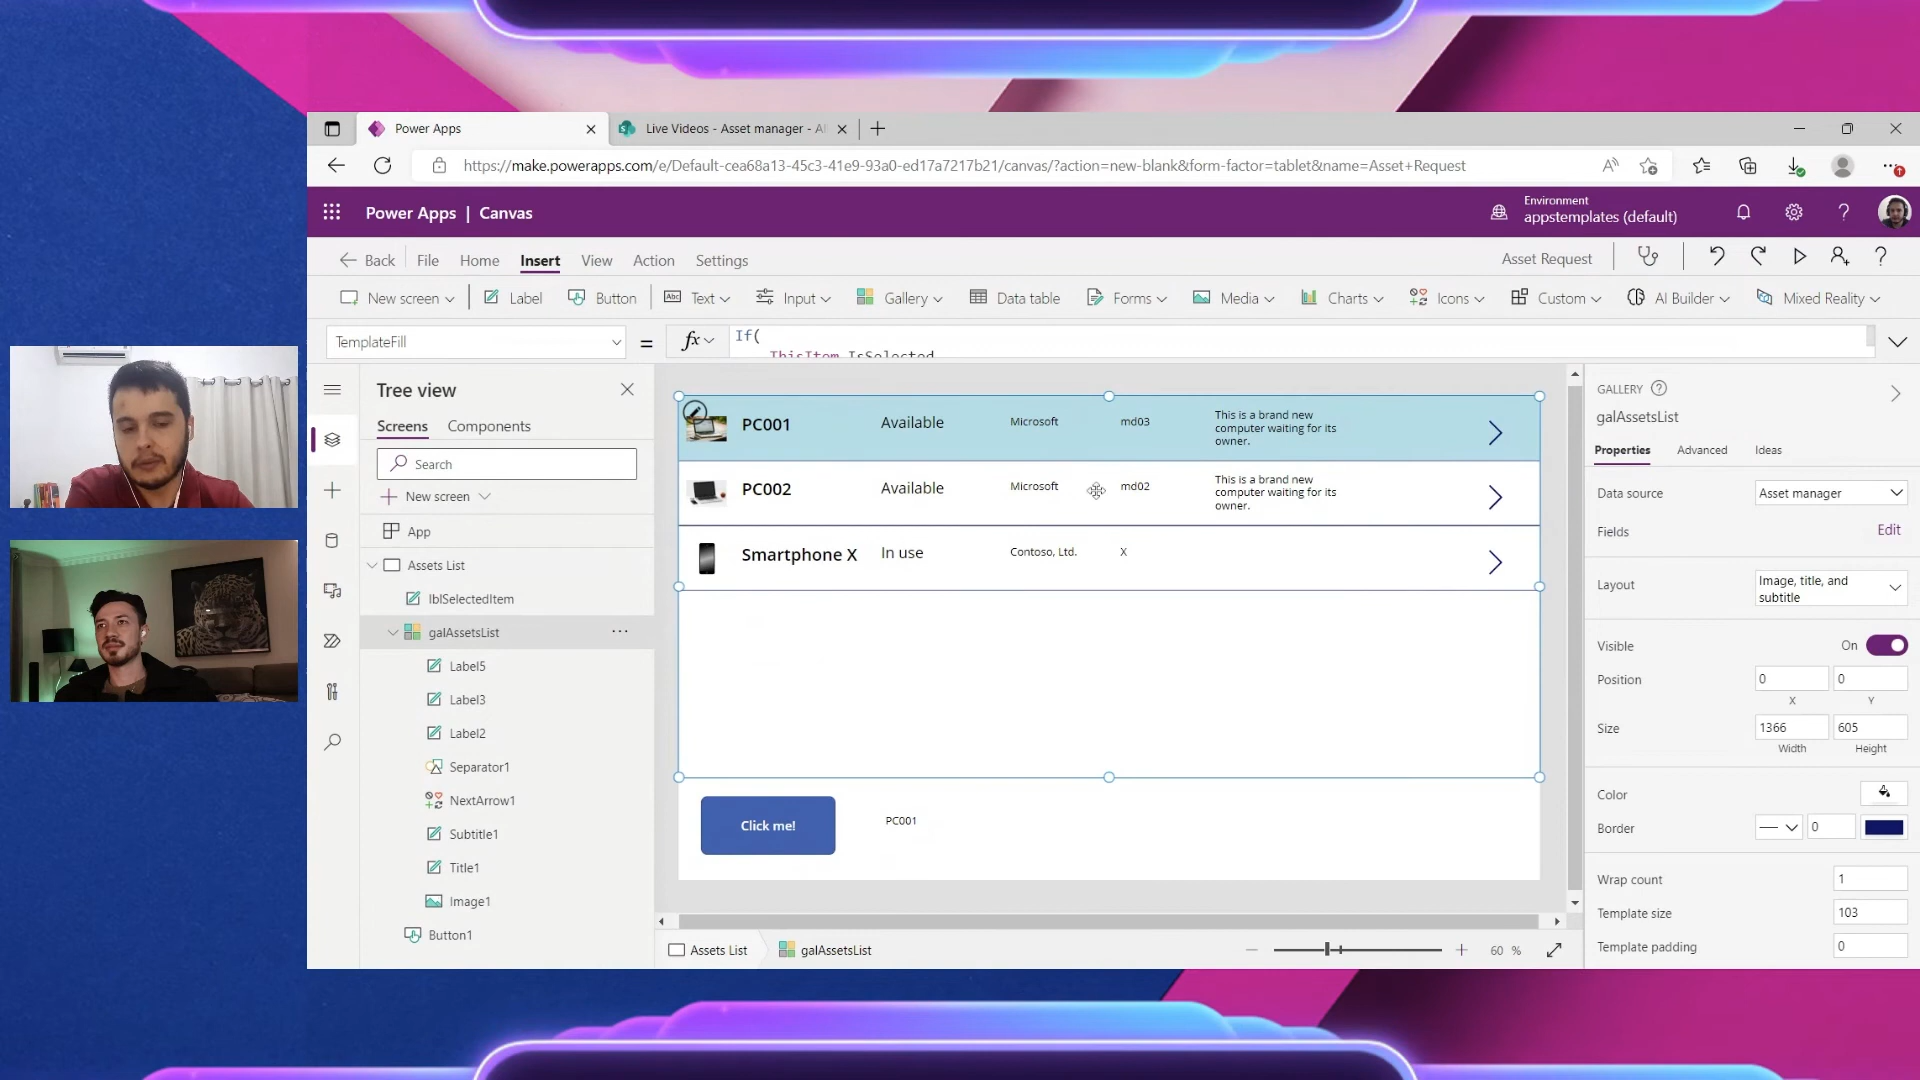 Power Apps
Live Videos - Asset manager - Al
https://make.powerapps.com/e/Default-cea68a13-45c3-41e9-93a0-ed17a7217b21/canvas/?action=new-blank&form-factor=tablet&name=Asset+Request
Power Apps | Canvas
Environment
appstemplates (default)
Back
File
Home
Insert
View
Action
Settings
Asset Request
New screen
Label
Button
Abc
Text
Input
Gallery
Data table
Forms
Media
Charts
Icons
Custom
AI Builder
Mixed Reality
TemplateFill
=
fx
If(
ThisItem.IsSelected
Tree view
Screens
Components
Search
New screen
App
Assets List
lblSelectedItem
galAssetsList
Label5
Label3
Label2
Separator1
NextArrow1
Subtitle1
Title1
Image1
Button1
PC001
Available
Microsoft
md03
This is a brand new
computer waiting for its
owner.
PC002
Available
Microsoft
md02
This is a brand new
computer waiting for its
owner.
Smartphone X
In use
Contoso, Ltd.
X
Click me!
PC001
Assets List
galAssetsList
60 %
GALLERY
galAssetsList
Properties
Advanced
Ideas
Data source
Asset manager
Fields
Edit
Layout
Image, title, and
subtitle
Visible
On
Position
0
0
X
Y
Size
1366
605
Width
Height
Color
Border
0
Wrap count
1
Template size
103
Template padding
0